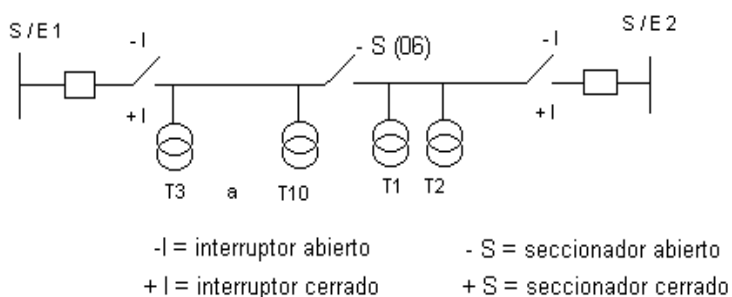 S/E1
S/E2
-I
- S (06)
-I
+I
+I
T3 a T10 T1 T2
-I = interruptor abierto - S = seccionador abierto
+ I = interruptor cerrado + S = seccionador cerrado